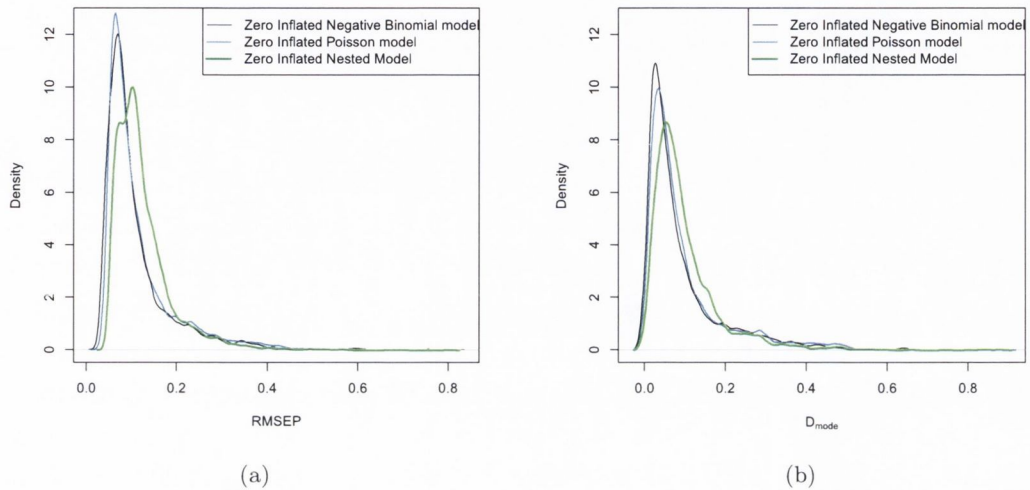 Zero Inflated Negative Binomial model
Zero Inflated Poisson model
Zero Inflated Nested Model
Density
12
10
8
6
4
2
0
0.0 0.2 0.4 0.6 0.8
RMSEP
(a)
Zero Inflated Negative Binomial model
Zero Inflated Poisson model
Zero Inflated Nested Model
Density
12
10
8
6
4
2
0
0.0 0.2 0.4 0.6 0.8
D_mode
(b)